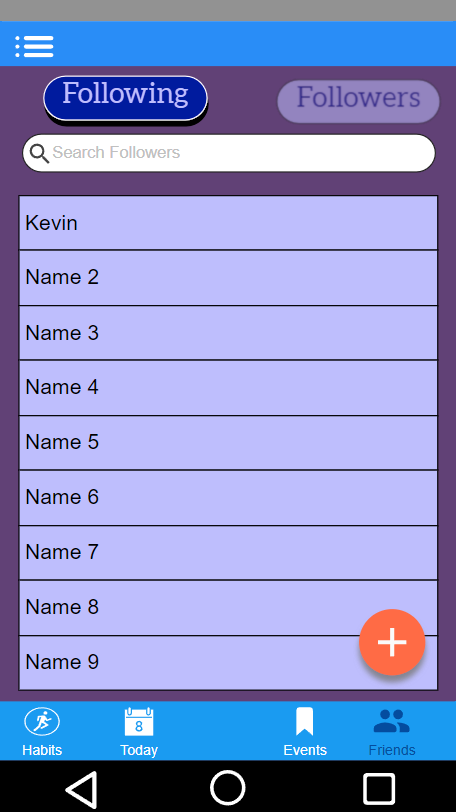 Following
Followers
Search Followers
Kevin
Name 2
Name 3
Name 4
Name 5
Name 6
Name 7
Name 8
Name 9
8
Habits
Today
Events
Friends